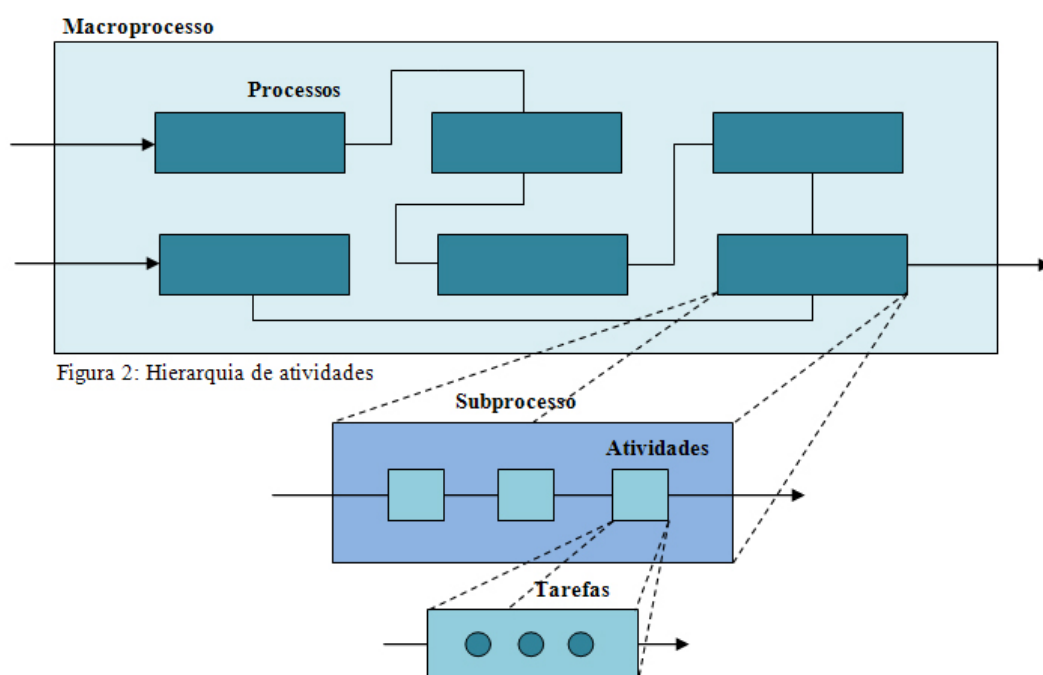 Macroprocesso
Processos
Figura 2: Hierarquia de atividades
Subprocesso
Atividades
Tarefas